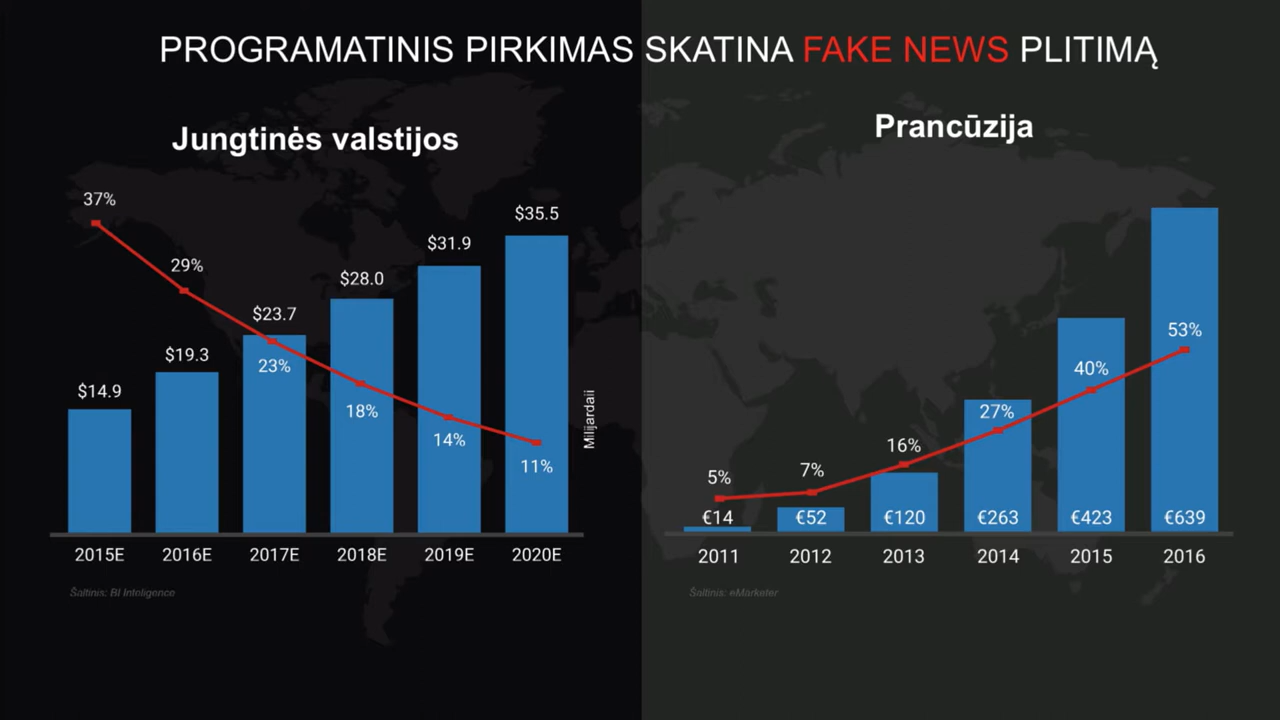 PROGRAMATINIS PIRKIMAS SKATINA FAKE NEWS PLITIMĄ
Jungtinės valstijos
37%
29%
23%
18%
14%
11%
$14.9
$19.3
$23.7
$28.0
$31.9
$35.5
Milijardaii
2015E 2016E 2017E 2018E 2019E 2020E
Šaltinis: BI Inteligence
Prancūzija
5%
7%
16%
27%
40%
53%
€14 €52 €120 €263 €423 €639
2011 2012 2013 2014 2015 2016
Šaltinis: eMarketer